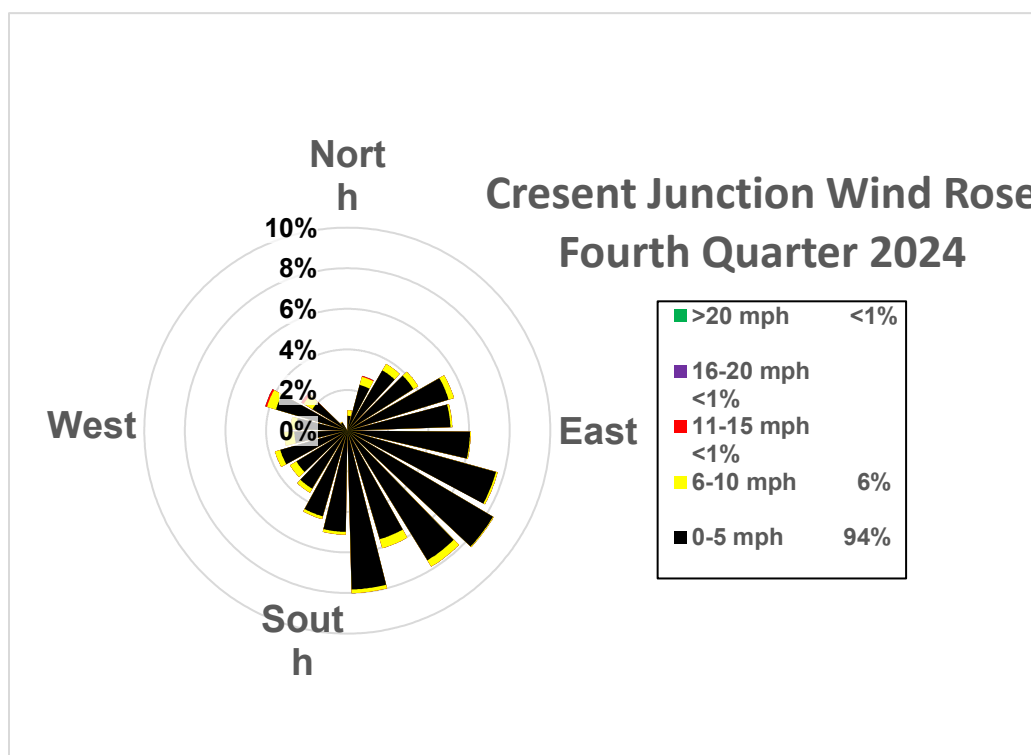 Nort
h
Cresent Junction Wind Rose
Fourth Quarter 2024
10%
8%
6%
4%
2%
0%
West
East
Sout
h
>20 mph <1%
16-20 mph
<1%
11-15 mph
<1%
6-10 mph 6%
0-5 mph 94%